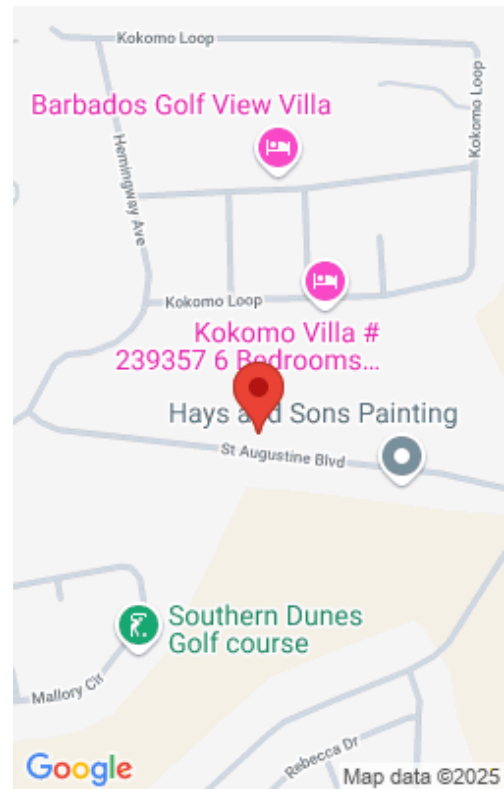 Kokomo Loop
Kokomo Loop
Barbados Golf View Villa
Hemingway Ave
Kokomo Loop
Kokomo Villa #
239357 6 Bedrooms...
Hays and Sons Painting
St Augustine Blvd
Southern Dunes
Golf course
Mallory Cir
Rebecca Dr
Google
Map data ©2025